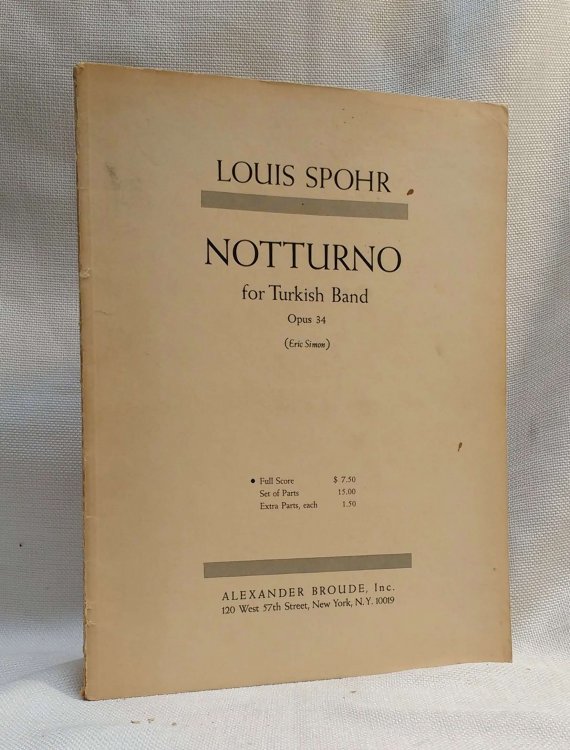 LOUIS SPOHR
NOTTURNO
for Turkish Band
Opus 34
(Eric Simon)
• Full Score $ 7.50
Set of Parts 15.00
Extra Parts, each 1.50
ALEXANDER BROUDE, Inc.
120 West 57th Street, New York, N.Y. 10019